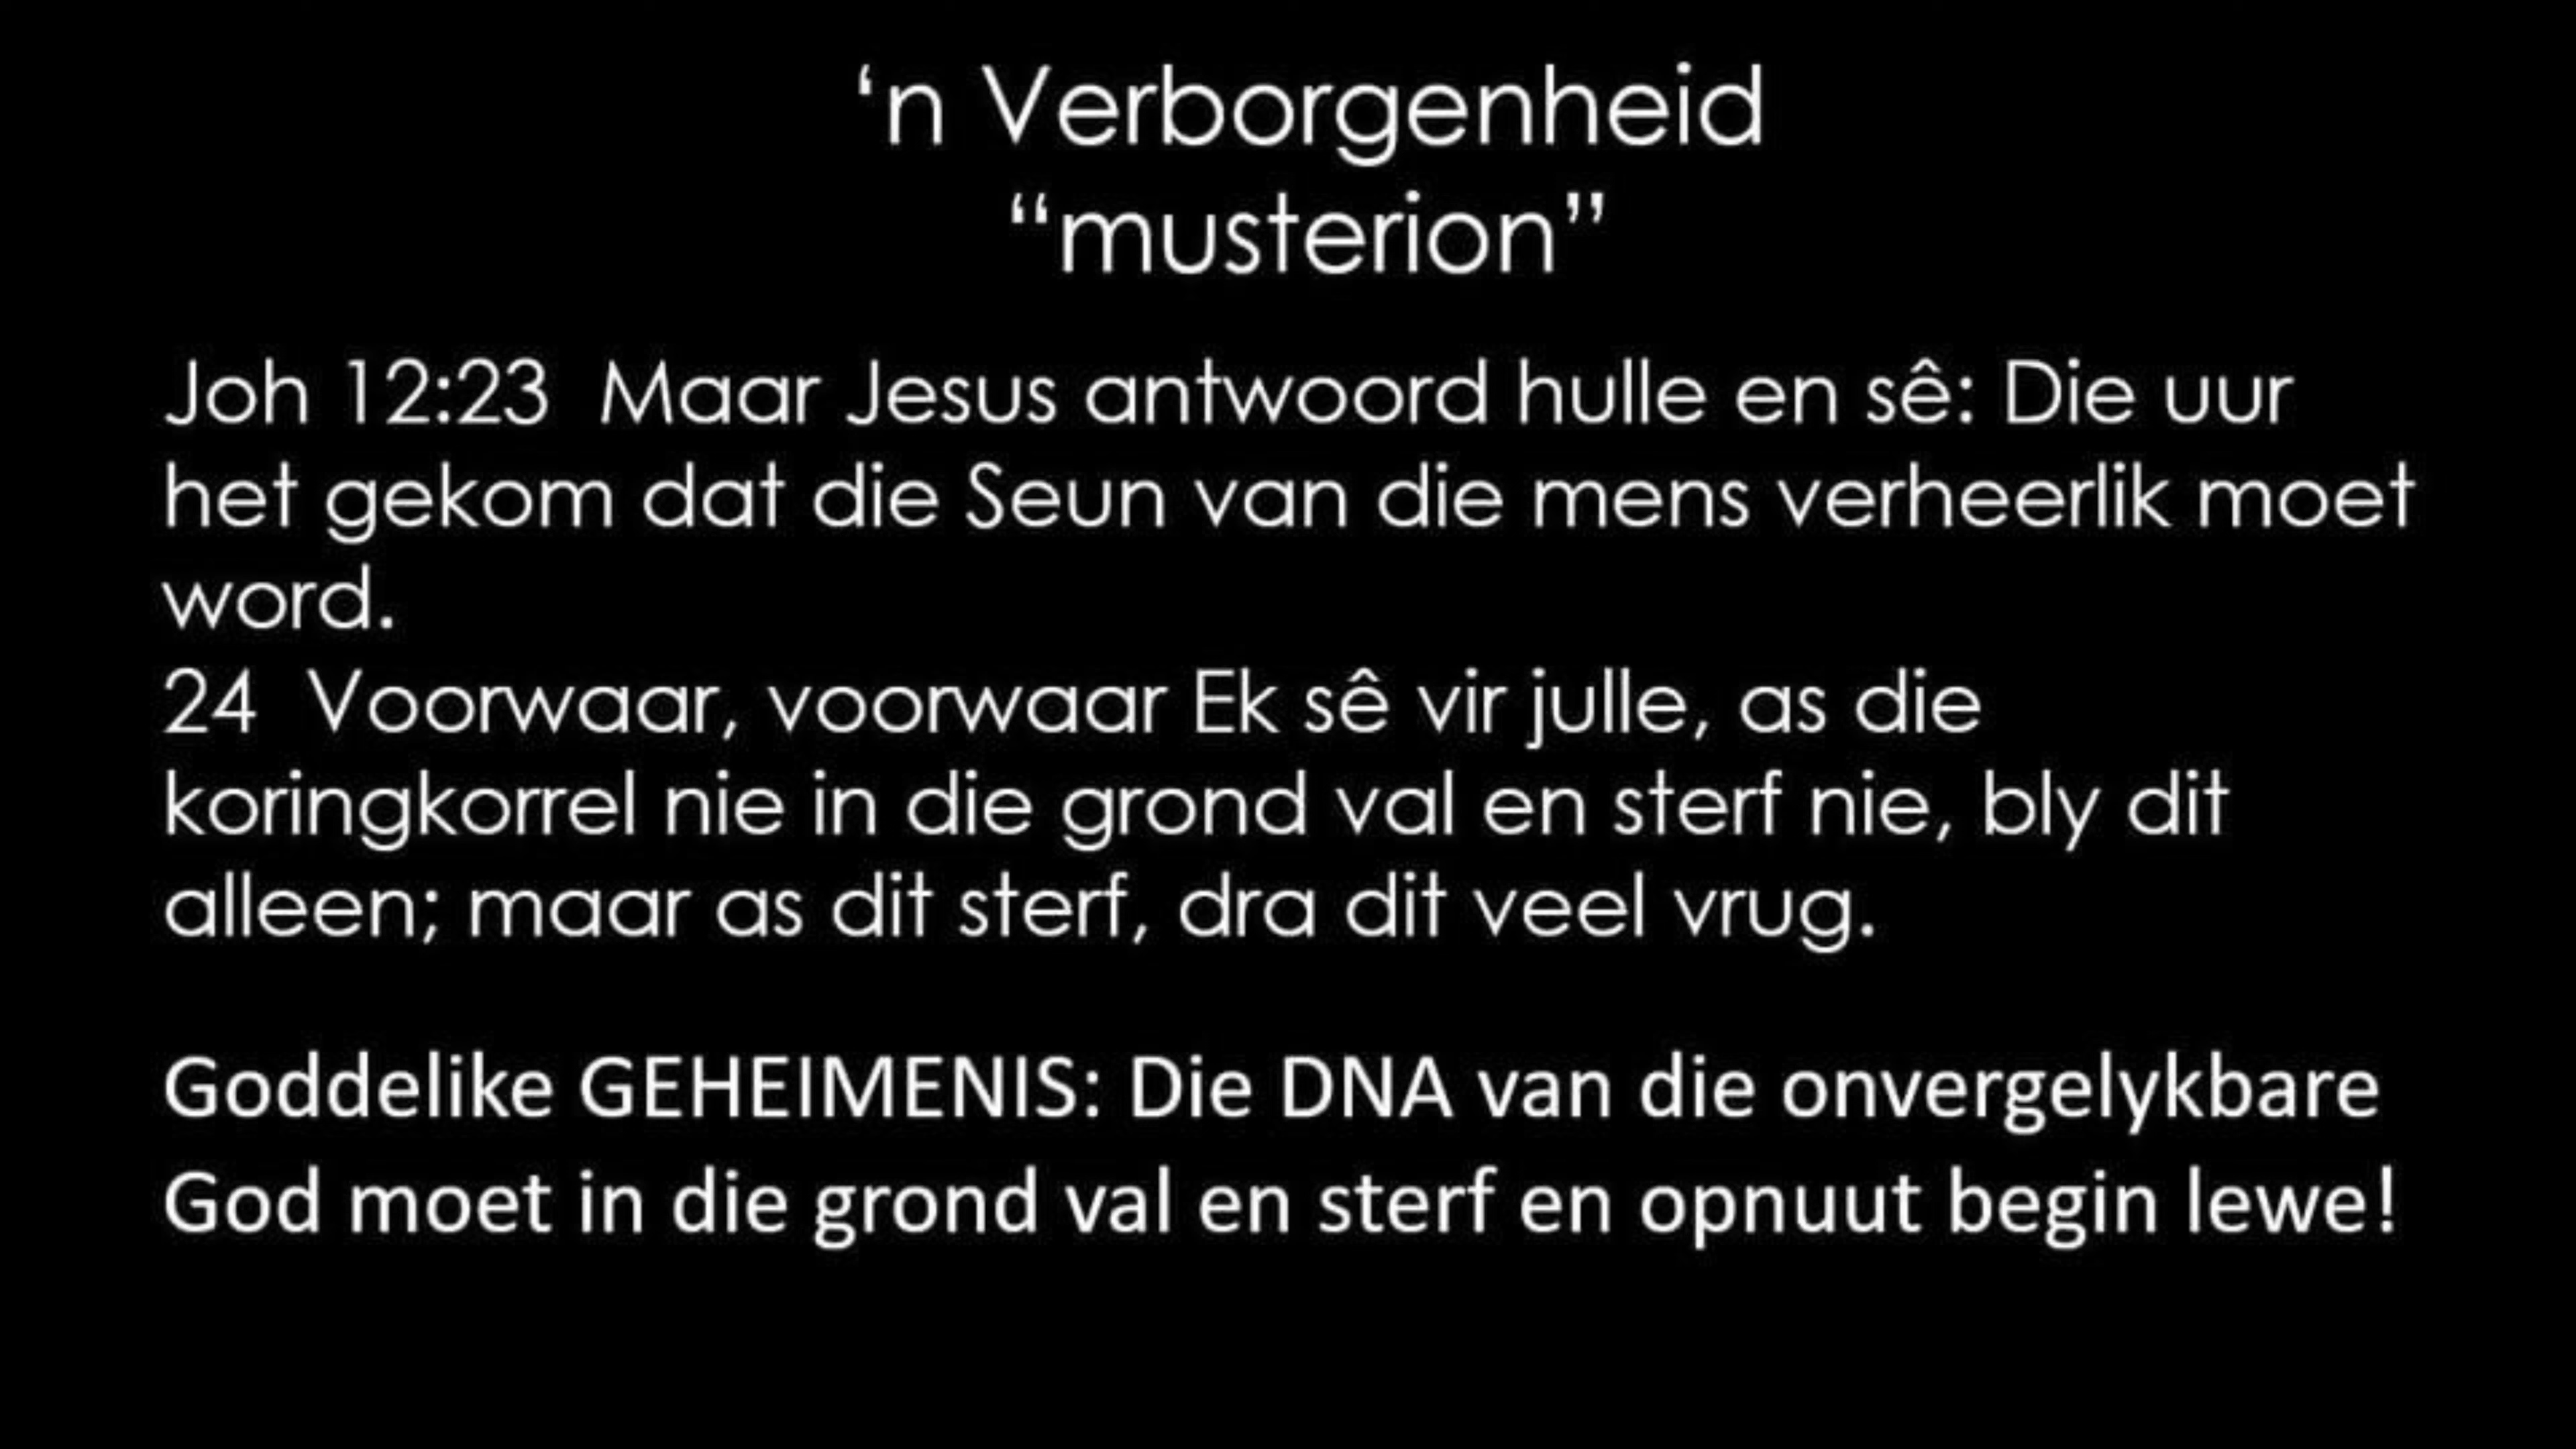 ‘n Verborgenheid
“musterion”
Joh 12:23  Maar Jesus antwoord hulle en sê: Die uur
het gekom dat die Seun van die mens verheerlik moet
word.
24  Voorwaar, voorwaar Ek sê vir julle, as die
koringkorrel nie in die grond val en sterf nie, bly dit
alleen; maar as dit sterf, dra dit veel vrug.
Goddelike GEHEIMENIS: Die DNA van die onvergelykbare
God moet in die grond val en sterf en opnuut begin lewe!